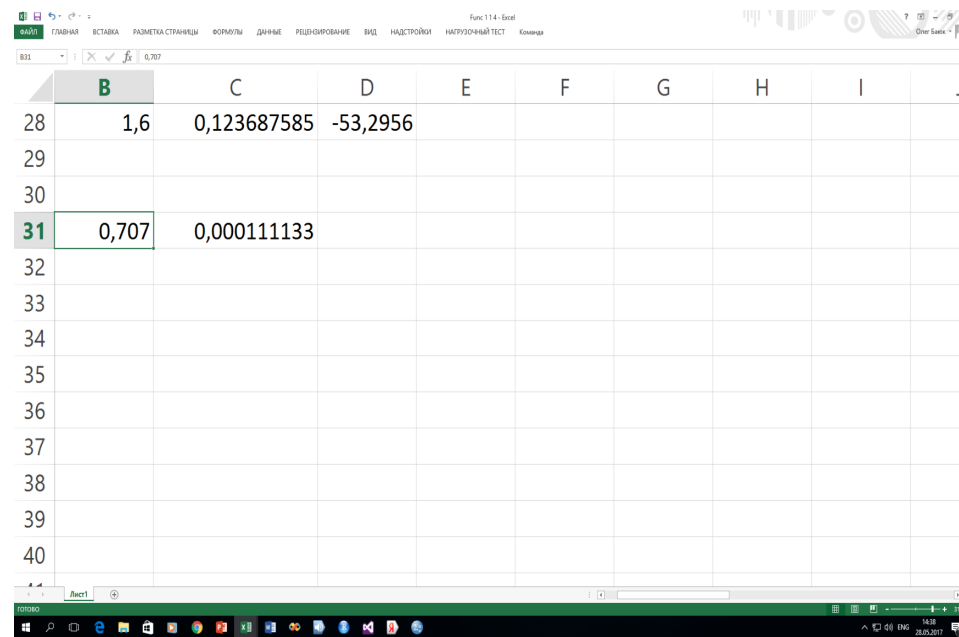 Func 1 1 4 - Excel
?
ФАЙЛ ГЛАВНАЯ ВСТАВКА РАЗМЕТКА СТРАНИЦЫ ФОРМУЛЫ ДАННЫЕ РЕЦЕНЗИРОВАНИЕ ВИД НАДСТРОЙКИ НАГРУЗОЧНЫЙ ТЕСТ Команда
B31 fx 0,707
B C D E F G H I
28 1,6 0,123687585 -53,2956
29
30
31 0,707 0,000111133
32
33
34
35
36
37
38
39
40
Лист1
ГОТОВО
ENG 14:38
28.05.2017